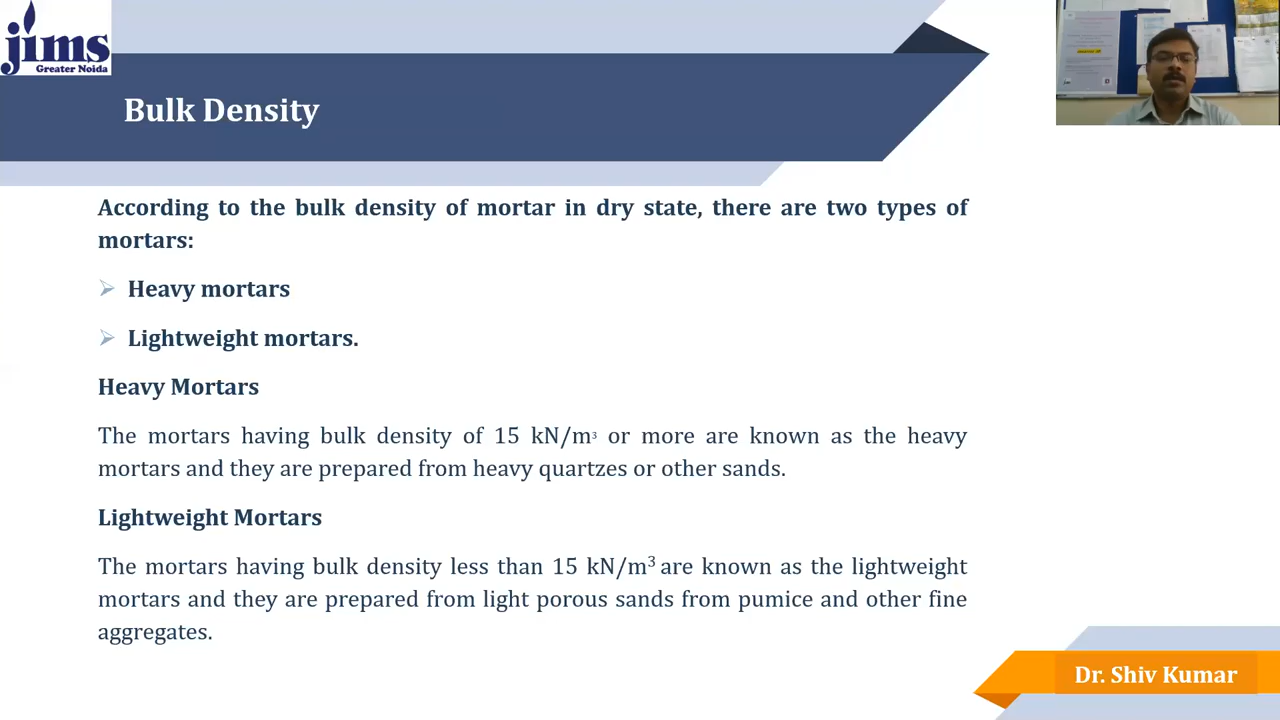 jims
Greater Noida
Bulk Density
According to the bulk density of mortar in dry state, there are two types of
mortars:
Heavy mortars
Lightweight mortars.
Heavy Mortars
The mortars having bulk density of 15 kN/m³ or more are known as the heavy
mortars and they are prepared from heavy quartzes or other sands.
Lightweight Mortars
The mortars having bulk density less than 15 kN/m³ are known as the lightweight
mortars and they are prepared from light porous sands from pumice and other fine
aggregates.
Dr. Shiv Kumar